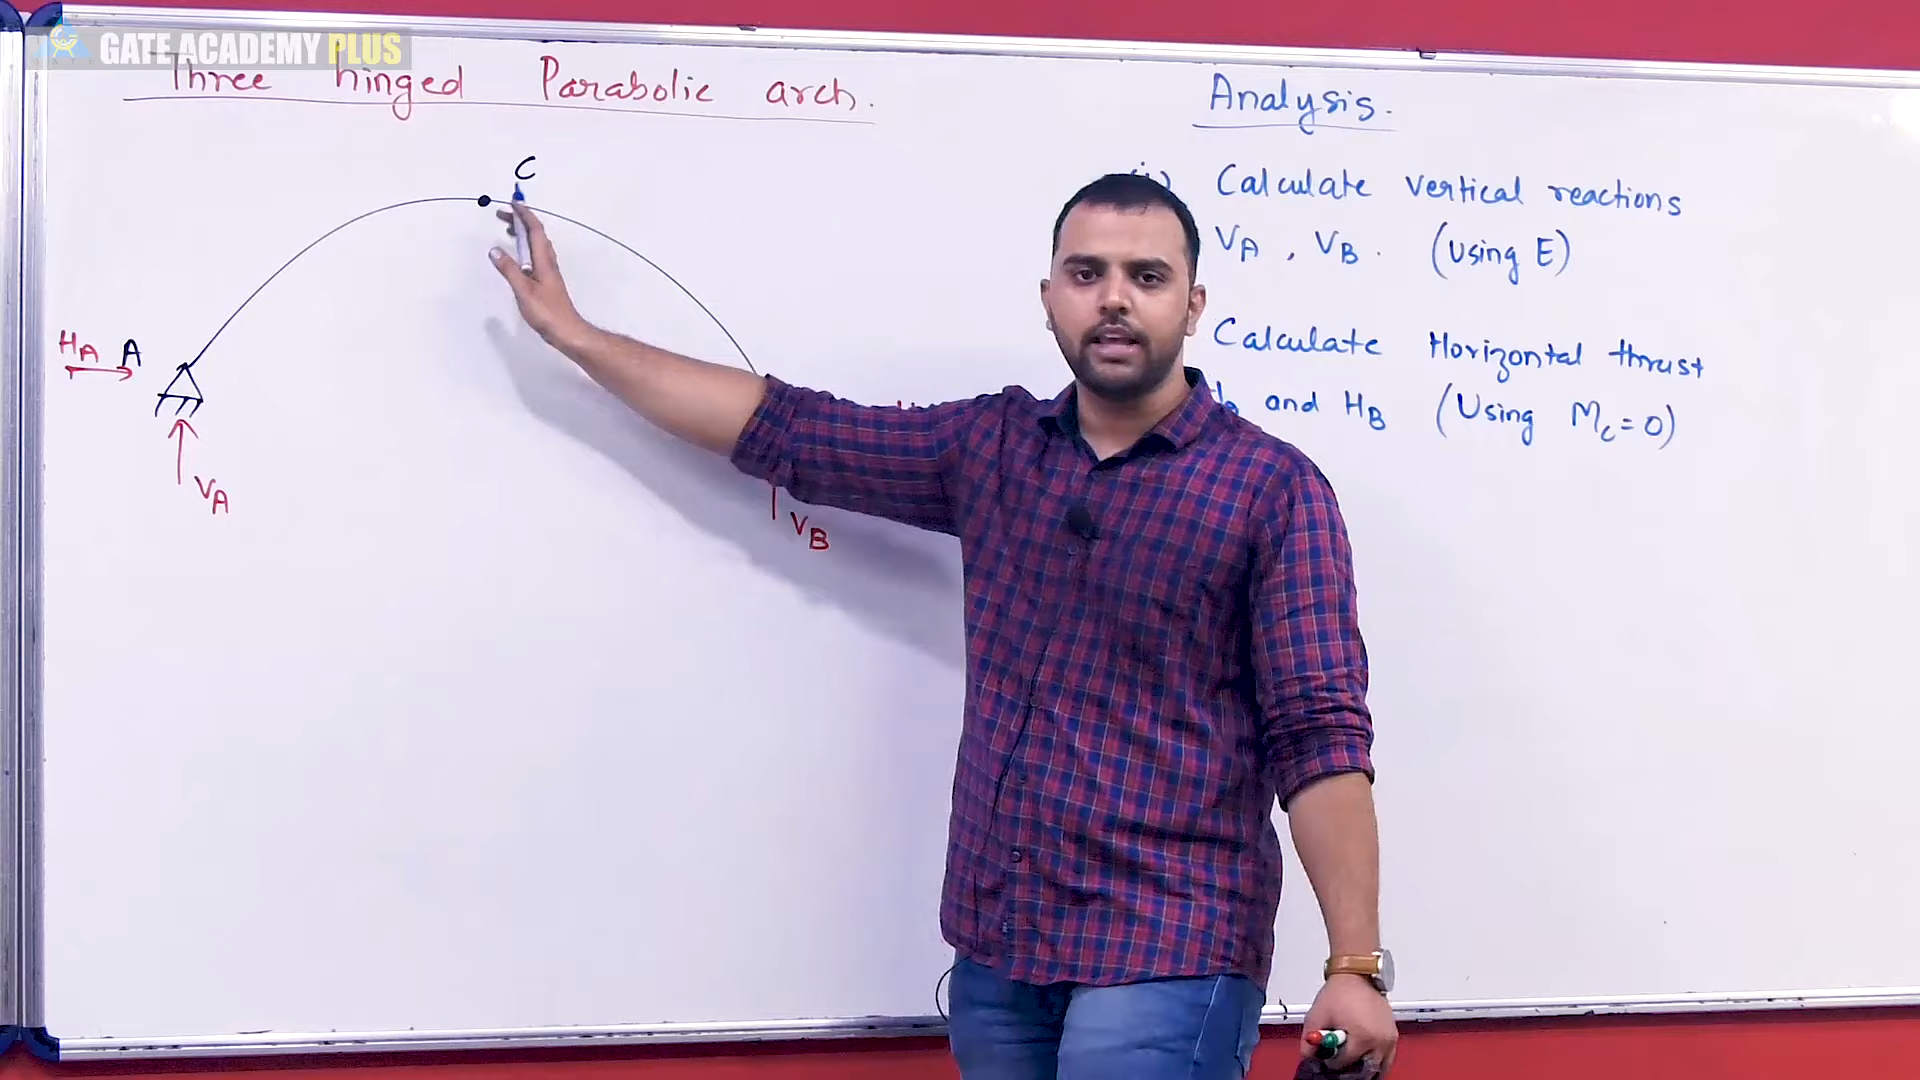 GATE ACADEMY PLUS
Three hinged Parabolic arch.
Analysis.
C
Calculate vertical reactions
VA , VB . (Using E)
HA A
Calculate Horizontal thrust
and HB (Using Mc=0)
VA
VB